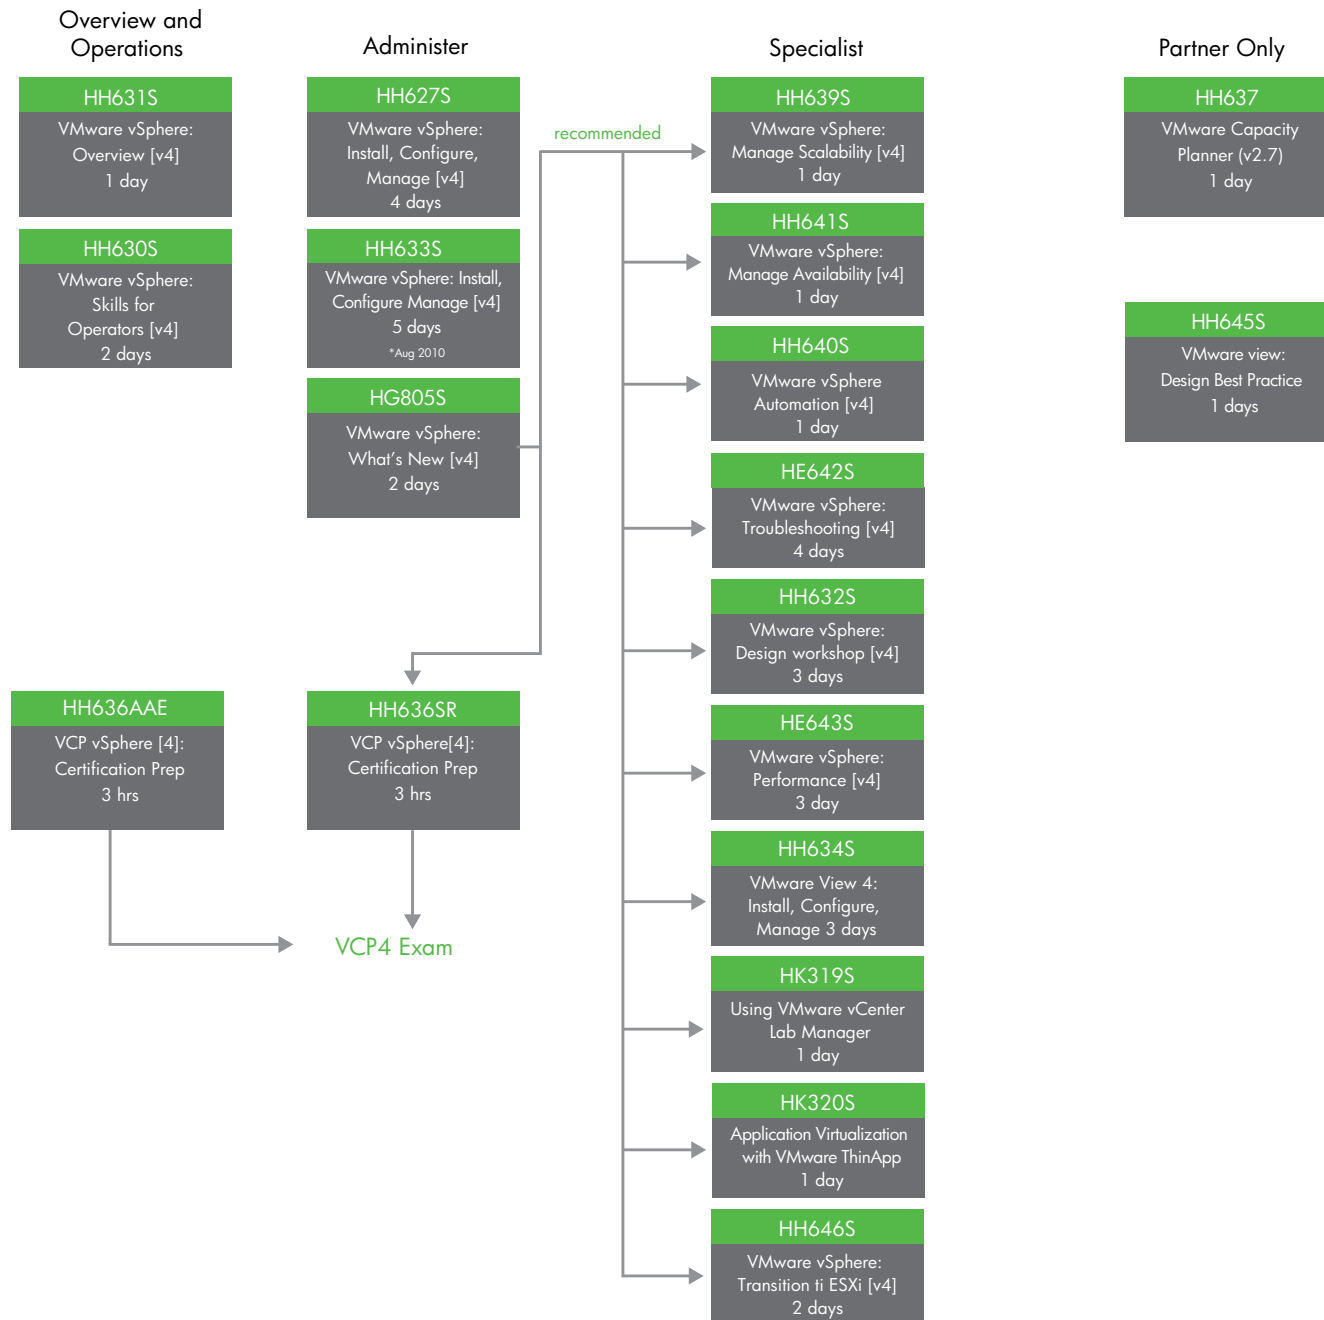 Overview and
Operations
HH631S
VMware vSphere:
Overview [v4]
1 day
HH630S
VMware vSphere:
Skills for
Operators [v4]
2 days
HH636AAE
VCP vSphere [4]:
Certification Prep
3 hrs
Administer
HH627S
VMware vSphere:
Install, Configure,
Manage [v4]
4 days
HH633S
VMware vSphere: Install,
Configure Manage [v4]
5 days
*Aug 2010
HG805S
VMware vSphere:
What's New [v4]
2 days
HH636SR
VCP vSphere[4]:
Certification Prep
3 hrs
VCP4 Exam
recommended
Specialist
HH639S
VMware vSphere:
Manage Scalability [v4]
1 day
HH641S
VMware vSphere:
Manage Availability [v4]
1 day
HH640S
VMware vSphere
Automation [v4]
1 day
HE642S
VMware vSphere:
Troubleshooting [v4]
4 days
HH632S
VMware vSphere:
Design workshop [v4]
3 days
HE643S
VMware vSphere:
Performance [v4]
3 day
HH634S
VMware View 4:
Install, Configure,
Manage 3 days
HK319S
Using VMware vCenter
Lab Manager
1 day
HK320S
Application Virtualization
with VMware ThinApp
1 day
HH646S
VMware vSphere:
Transition ti ESXi [v4]
2 days
Partner Only
HH637
VMware Capacity
Planner (v2.7)
1 day
HH645S
VMware view:
Design Best Practice
1 days